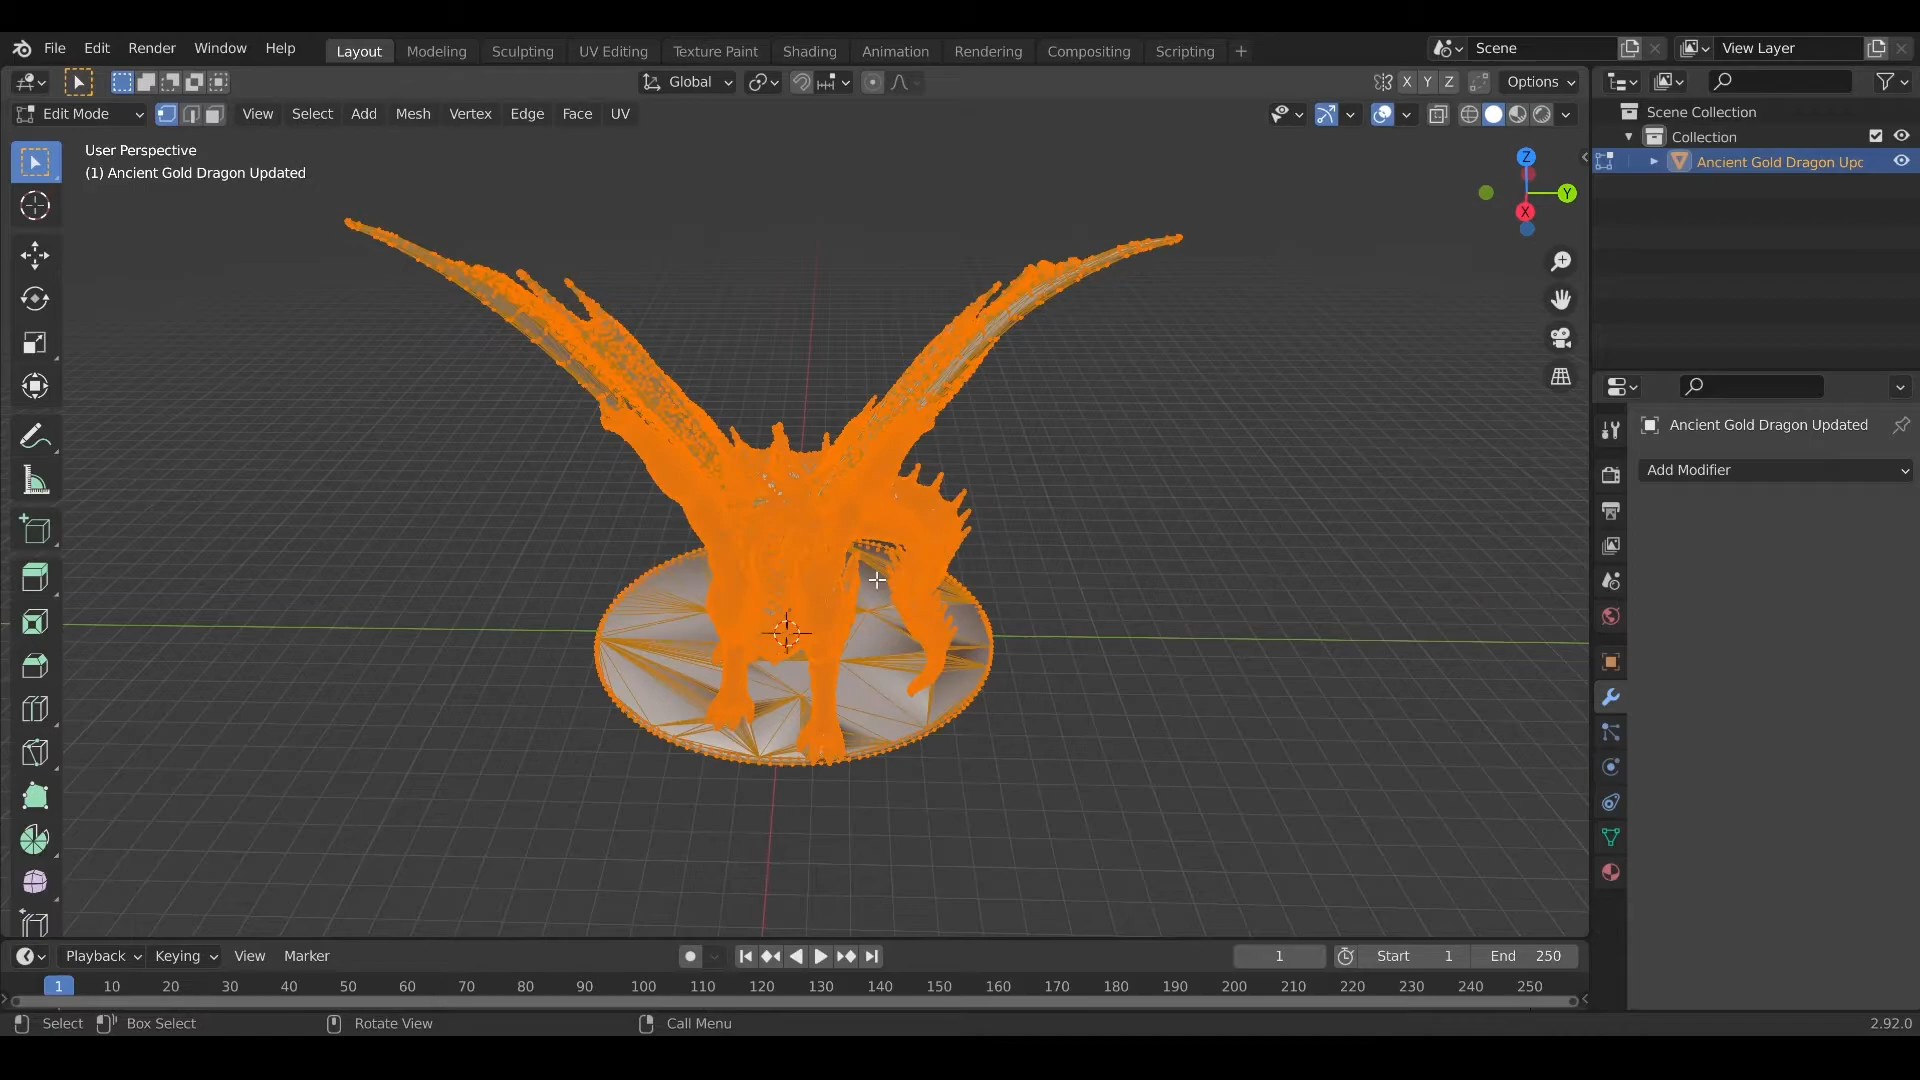 File Edit Render Window Help Layout Modeling Sculpting UV Editing Texture Paint Shading Animation Rendering Compositing Scripting + Scene View Layer
Global X Y Z Options
Edit Mode View Select Add Mesh Vertex Edge Face UV
Scene Collection
Collection
Ancient Gold Dragon Upc
User Perspective
(1) Ancient Gold Dragon Updated
Z
Y
X
Ancient Gold Dragon Updated
Add Modifier
Playback Keying View Marker 1 Start 1 End 250
1 10 20 30 40 50 60 70 80 90 100 110 120 130 140 150 160 170 180 190 200 210 220 230 240 250
Select Box Select Rotate View Call Menu 2.92.0